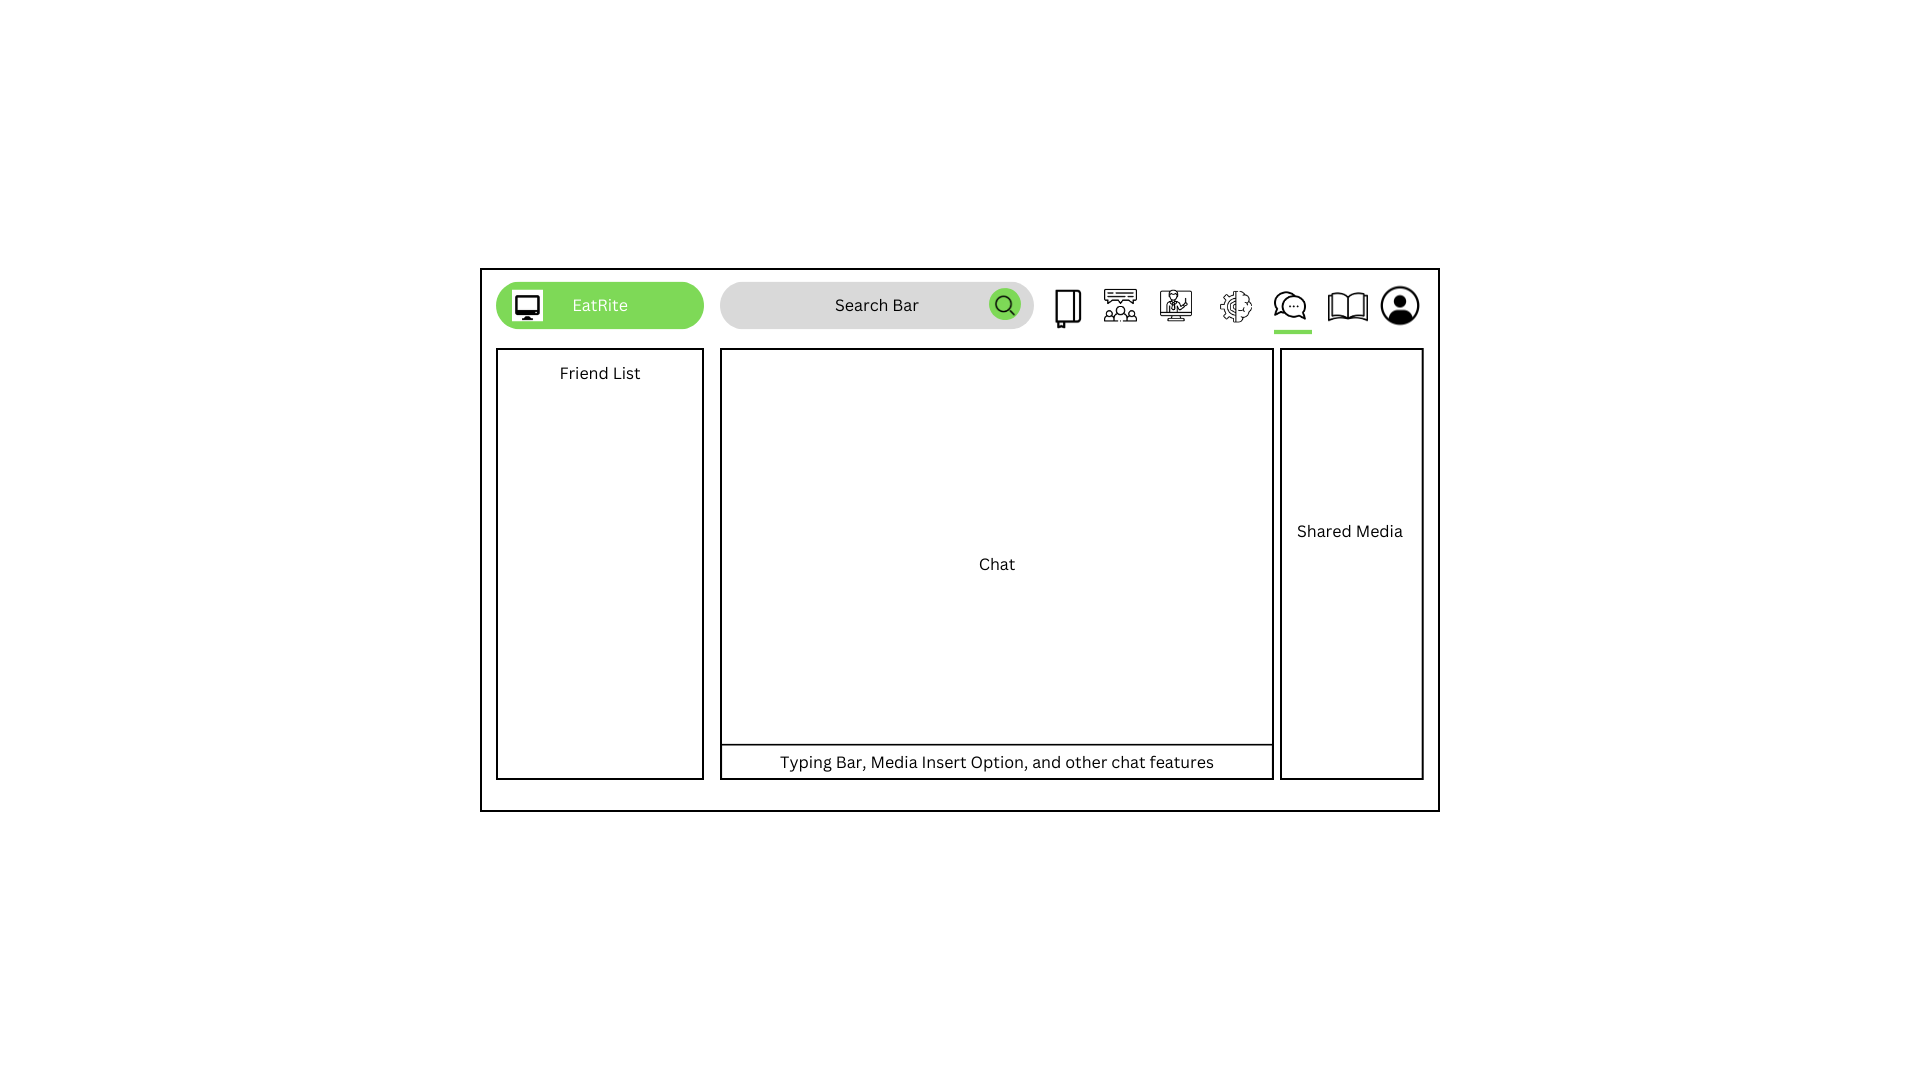 EatRite
Search Bar
Friend List
Chat
Shared Media
Typing Bar, Media Insert Option, and other chat features